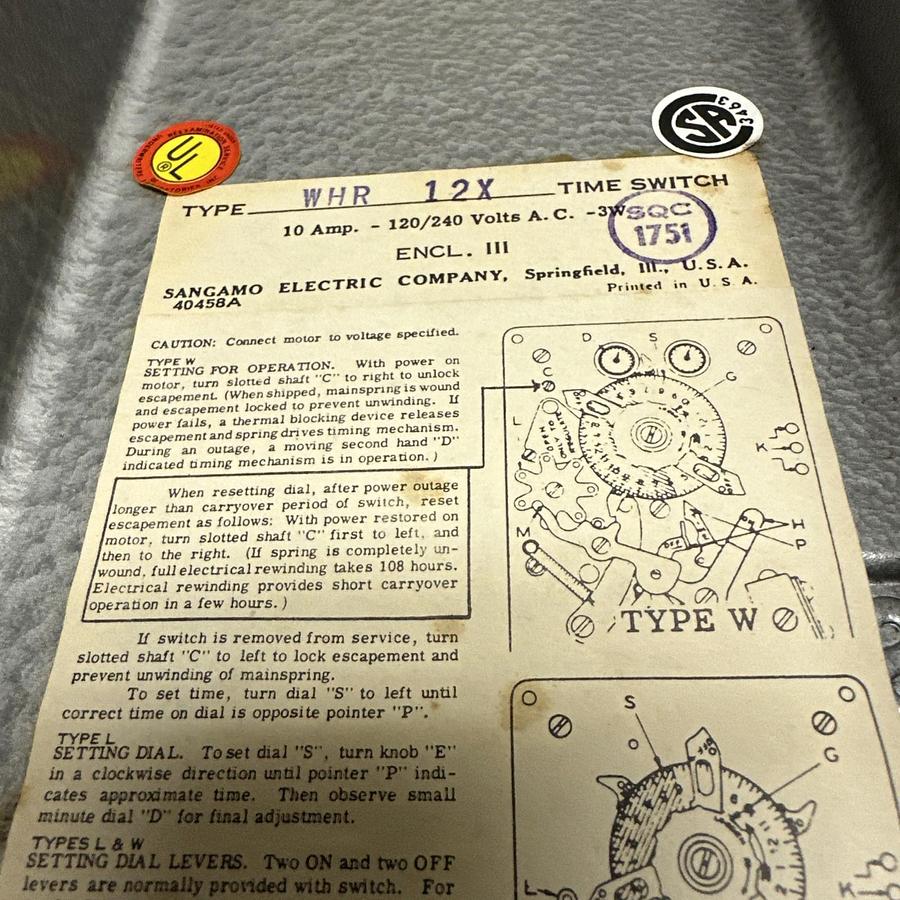 UL
®
CSA
3463
TYPE WHR 12X TIME SWITCH
10 Amp. - 120/240 Volts A. C. -3W
SQC
1751
ENCL. III
SANGAMO ELECTRIC COMPANY, Springfield, Ill., U.S.A.
40458A
Printed in U. S. A.
CAUTION: Connect motor to voltage specified.
TYPE W
SETTING FOR OPERATION. With power on
motor, turn slotted shaft "C" to right to unlock
escapement. (When shipped, mainspring is wound
and escapement locked to prevent unwinding. If
power fails, a thermal blocking device releases
escapement and spring drives timing mechanism.
During an outage, a moving second hand "D"
indicated timing mechanism is in operation.)
When resetting dial, after power outage
longer than carryover period of switch, reset
escapement as follows: With power restored on
motor, turn slotted shaft "C" first to left, and
then to the right. (If spring is completely un-
wound, full electrical rewinding takes 108 hours.
Electrical rewinding provides short carryover
operation in a few hours.)
If switch is removed from service, turn
slotted shaft "C" to left to lock escapement and
prevent unwinding of mainspring.
To set time, turn dial "S" to left until
correct time on dial is opposite pointer "P".
TYPE L
SETTING DIAL. To set dial "S", turn knob "E"
in a clockwise direction until pointer "P" indi-
cates approximate time. Then observe small
minute dial "D" for final adjustment.
TYPES L & W
SETTING DIAL LEVERS. Two ON and two OFF
levers are normally provided with switch. For
D S
C
G
L
K
M
H
P
OFF
TYPE W
S
G
L
K